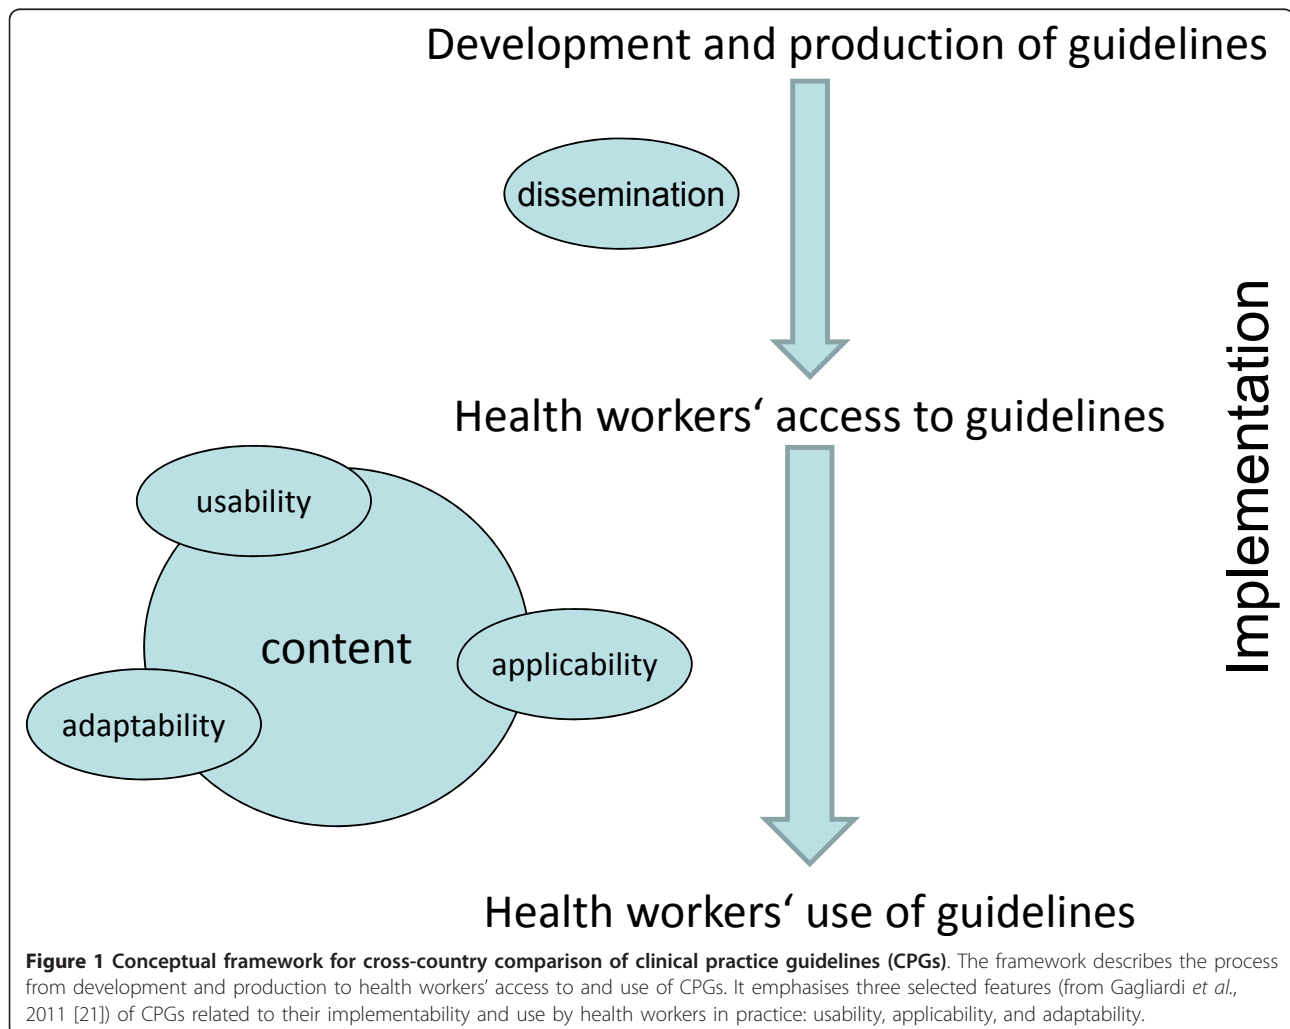 Development and production of guidelines
dissemination
Implementation
Health workers‘ access to guidelines
usability
content
applicability
adaptability
Health workers‘ use of guidelines
Figure 1 Conceptual framework for cross-country comparison of clinical practice guidelines (CPGs). The framework describes the process
from development and production to health workers’ access to and use of CPGs. It emphasises three selected features (from Gagliardi et al.,
2011 [21]) of CPGs related to their implementability and use by health workers in practice: usability, applicability, and adaptability.